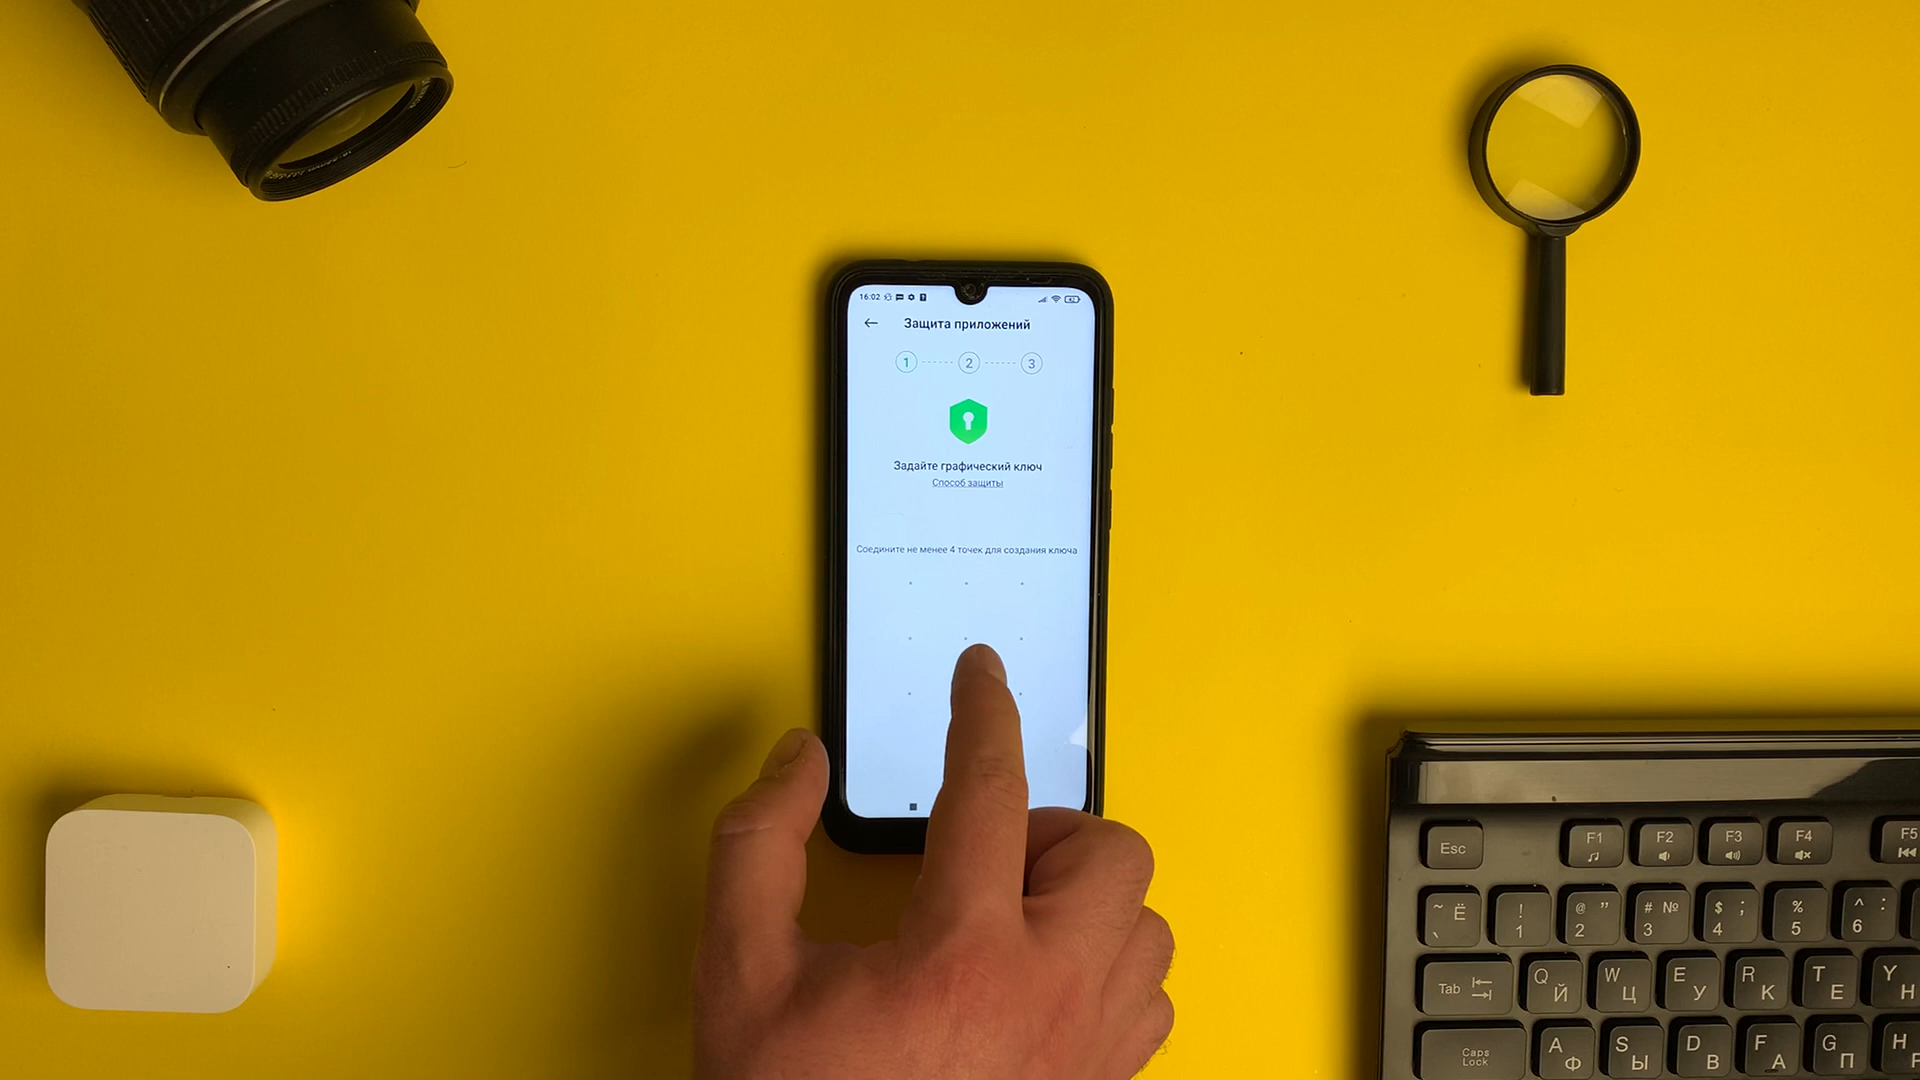 16:02
42
Защита приложений
1 2 3
Задайте графический ключ
Способ защиты
Соедините не менее 4 точек для создания ключа
Esc F1 F2 F3 F4 F5
~ Ё ` ! 1 @ " 2 # № 3 $ ; 4 % 5 ^ : 6
Tab Q Й W Ц E У R К T Е Y Н
Caps Lock A Ф S Ы D В F А G П H Р